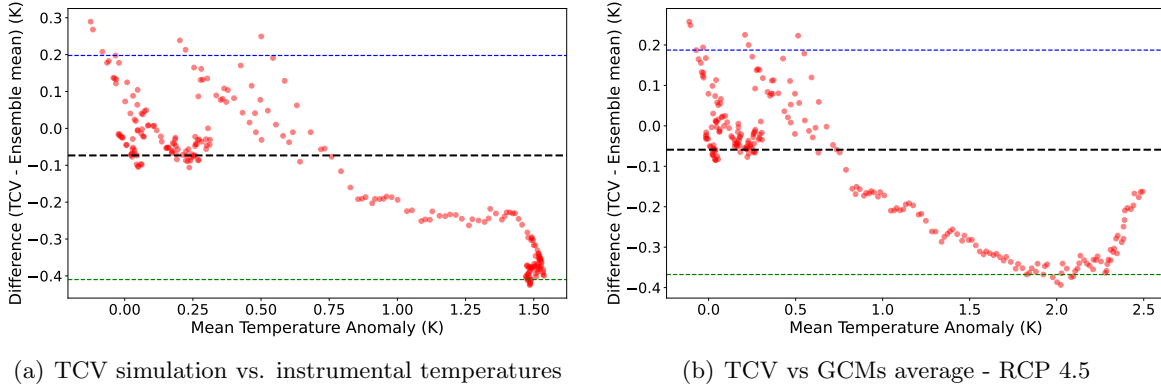 Difference (TCV - Ensemble mean) (K)
0.3
0.2
0.1
0.0
−0.1
−0.2
−0.3
−0.4
0.00 0.25 0.50 0.75 1.00 1.25 1.50
Mean Temperature Anomaly (K)
(a) TCV simulation vs. instrumental temperatures
Difference (TCV - Ensemble mean) (K)
0.2
0.1
0.0
−0.1
−0.2
−0.3
−0.4
0.0 0.5 1.0 1.5 2.0 2.5
Mean Temperature Anomaly (K)
(b) TCV vs GCMs average - RCP 4.5